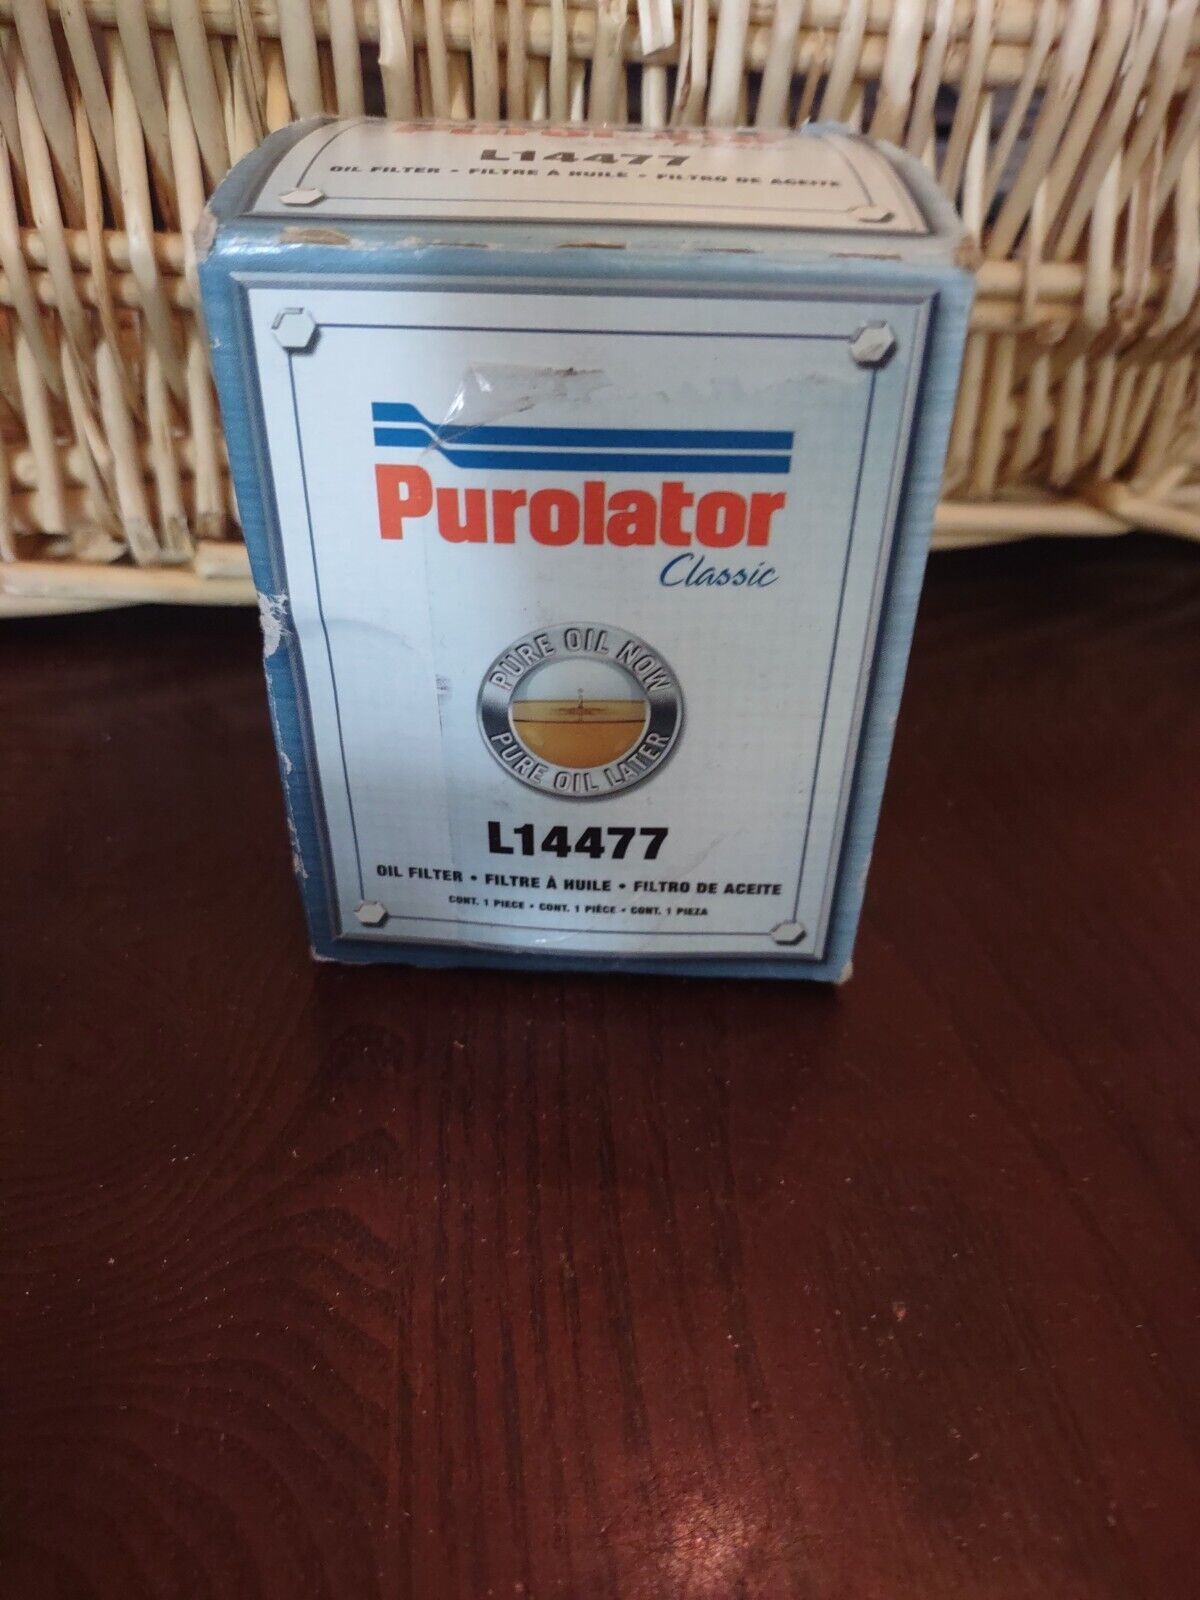 L14477
OIL FILTER • FILTRE À HUILE • FILTRO DE ACEITE
Purolator
Classic
PURE OIL NOW
PURE OIL LATER
L14477
OIL FILTER • FILTRE À HUILE • FILTRO DE ACEITE
CONT. 1 PIECE • CONT. 1 PIÈCE • CONT. 1 PIEZA